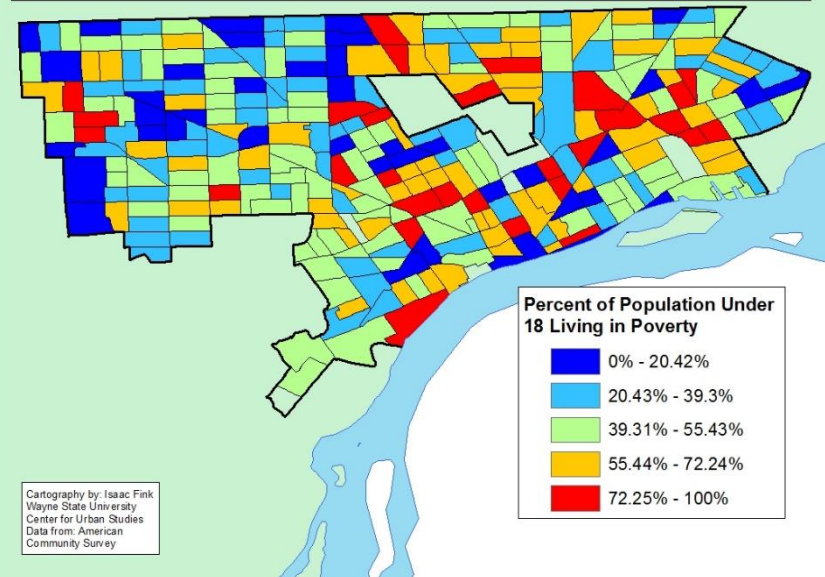 Percent of Population Under
18 Living in Poverty
0% - 20.42%
20.43% - 39.3%
39.31% - 55.43%
55.44% - 72.24%
72.25% - 100%
Cartography by: Isaac Fink
Wayne State University
Center for Urban Studies
Data from: American
Community Survey